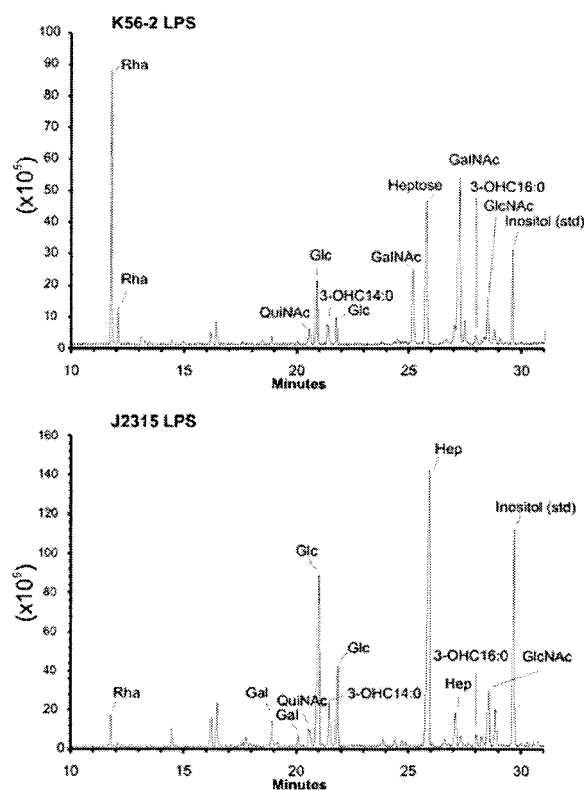 K56-2 LPS
100
90
80
70
60
50
40
30
20
10
0
(x10⁵)
Rha
Rha
QuiNAc
Glc
3-OHC14:0
Glc
GalNAc
Heptose
GalNAc
3-OHC16:0
GlcNAc
Inositol (std)
10 15 20 25 30
Minutes
J2315 LPS
160
140
120
100
80
60
40
20
0
(x10⁵)
Rha
Gal
Gal
QuiNAc
Glc
3-OHC14:0
Glc
Hep
Hep
3-OHC16:0
GlcNAc
Inositol (std)
10 15 20 25 30
Minutes